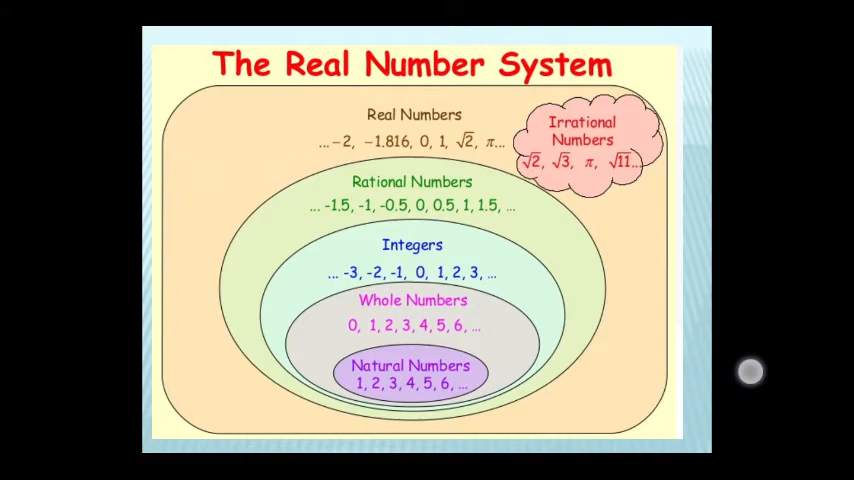 The Real Number System
Real Numbers
... −2, −1.816, 0, 1, √2, π...
Irrational
Numbers
√2, √3, π, √11...
Rational Numbers
... -1.5, -1, -0.5, 0, 0.5, 1, 1.5, ...
Integers
... -3, -2, -1, 0, 1, 2, 3, ...
Whole Numbers
0, 1, 2, 3, 4, 5, 6, ...
Natural Numbers
1, 2, 3, 4, 5, 6, ...